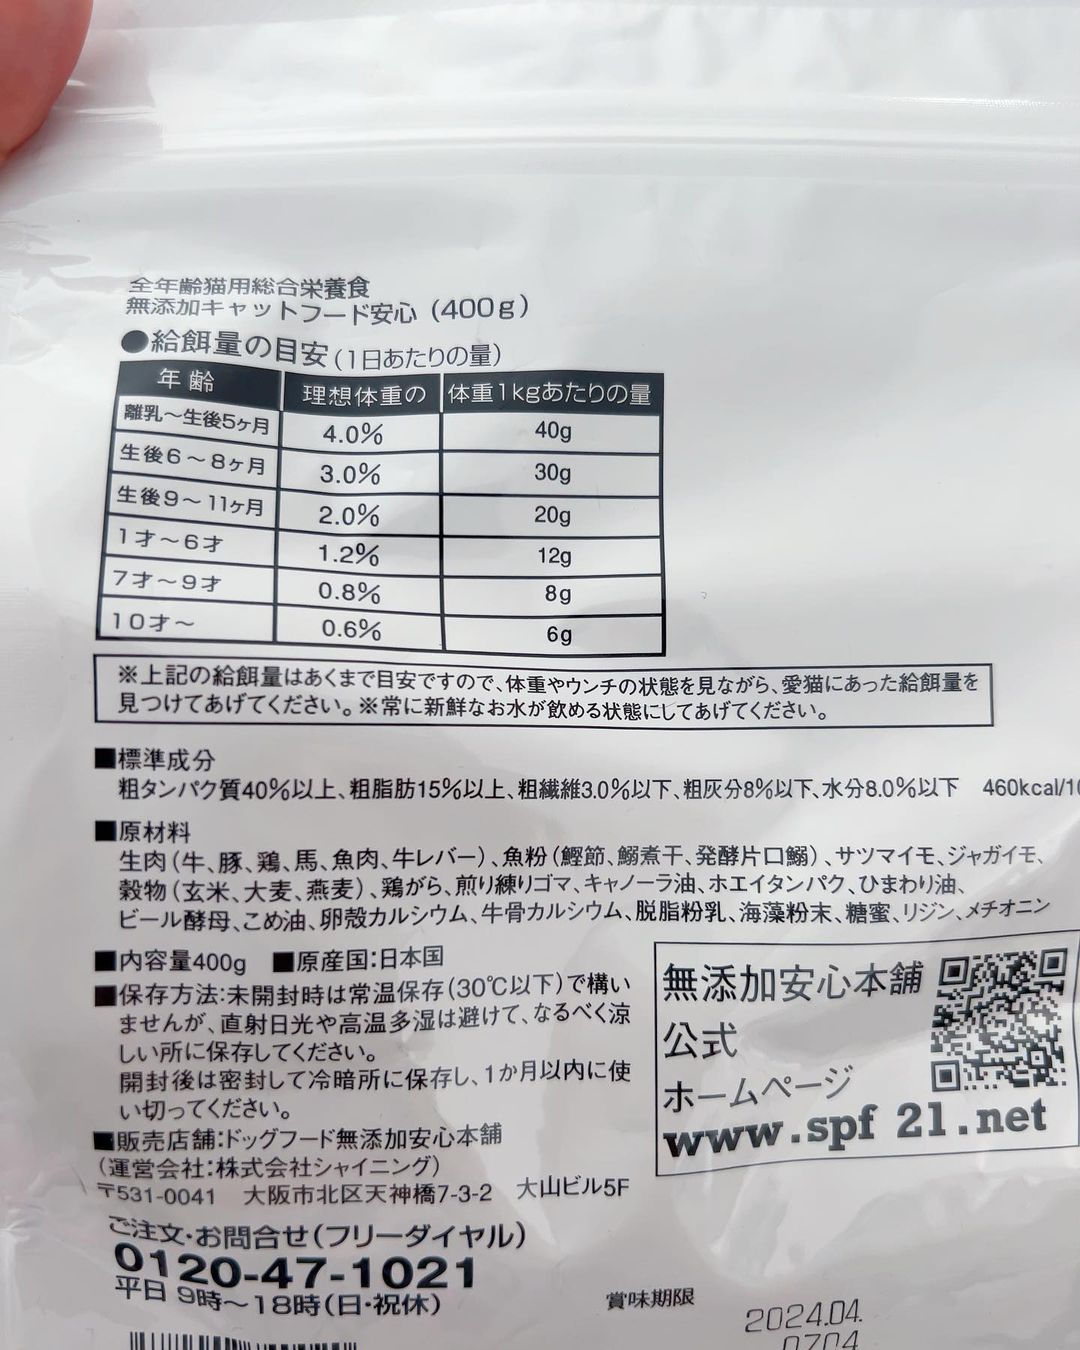 全年齢猫用総合栄養食
無添加キャットフード安心（400g）
●給餌量の目安（1日あたりの量）
年齢 理想体重の 体重1kgあたりの量
離乳～生後5ヶ月 4.0% 40g
生後6～8ヶ月 3.0% 30g
生後9～11ヶ月 2.0% 20g
1才～6才 1.2% 12g
7才～9才 0.8% 8g
10才～ 0.6% 6g
※上記の給餌量はあくまで目安ですので、体重やウンチの状態を見ながら、愛猫にあった給餌量を
見つけてあげてください。※常に新鮮なお水が飲める状態にしてあげてください。
■標準成分
粗タンパク質40%以上、粗脂肪15%以上、粗繊維3.0%以下、粗灰分8%以下、水分8.0%以下 460kcal/10
■原材料
生肉（牛、豚、鶏、馬、魚肉、牛レバー）、魚粉（鰹節、鰯煮干、発酵片口鰯）、サツマイモ、ジャガイモ、
穀物（玄米、大麦、燕麦）、鶏がら、煎り練りゴマ、キャノーラ油、ホエイタンパク、ひまわり油、
ビール酵母、こめ油、卵殻カルシウム、牛骨カルシウム、脱脂粉乳、海藻粉末、糖蜜、リジン、メチオニン
■内容量400g ■原産国：日本国
■保存方法：未開封時は常温保存（30℃以下）で構い
ませんが、直射日光や高温多湿は避けて、なるべく涼
しい所に保存してください。
開封後は密封して冷暗所に保存し、1か月以内に使
い切ってください。
■販売店舗：ドッグフード無添加安心本舗
（運営会社：株式会社シャイニング）
〒531-0041 大阪市北区天神橋7-3-2 大山ビル5F
ご注文・お問合せ（フリーダイヤル）
0120-47-1021
平日 9時～18時（日・祝休）
無添加安心本舗
公式
ホームページ
www.spf 21.net
賞味期限
2024.04.
0704